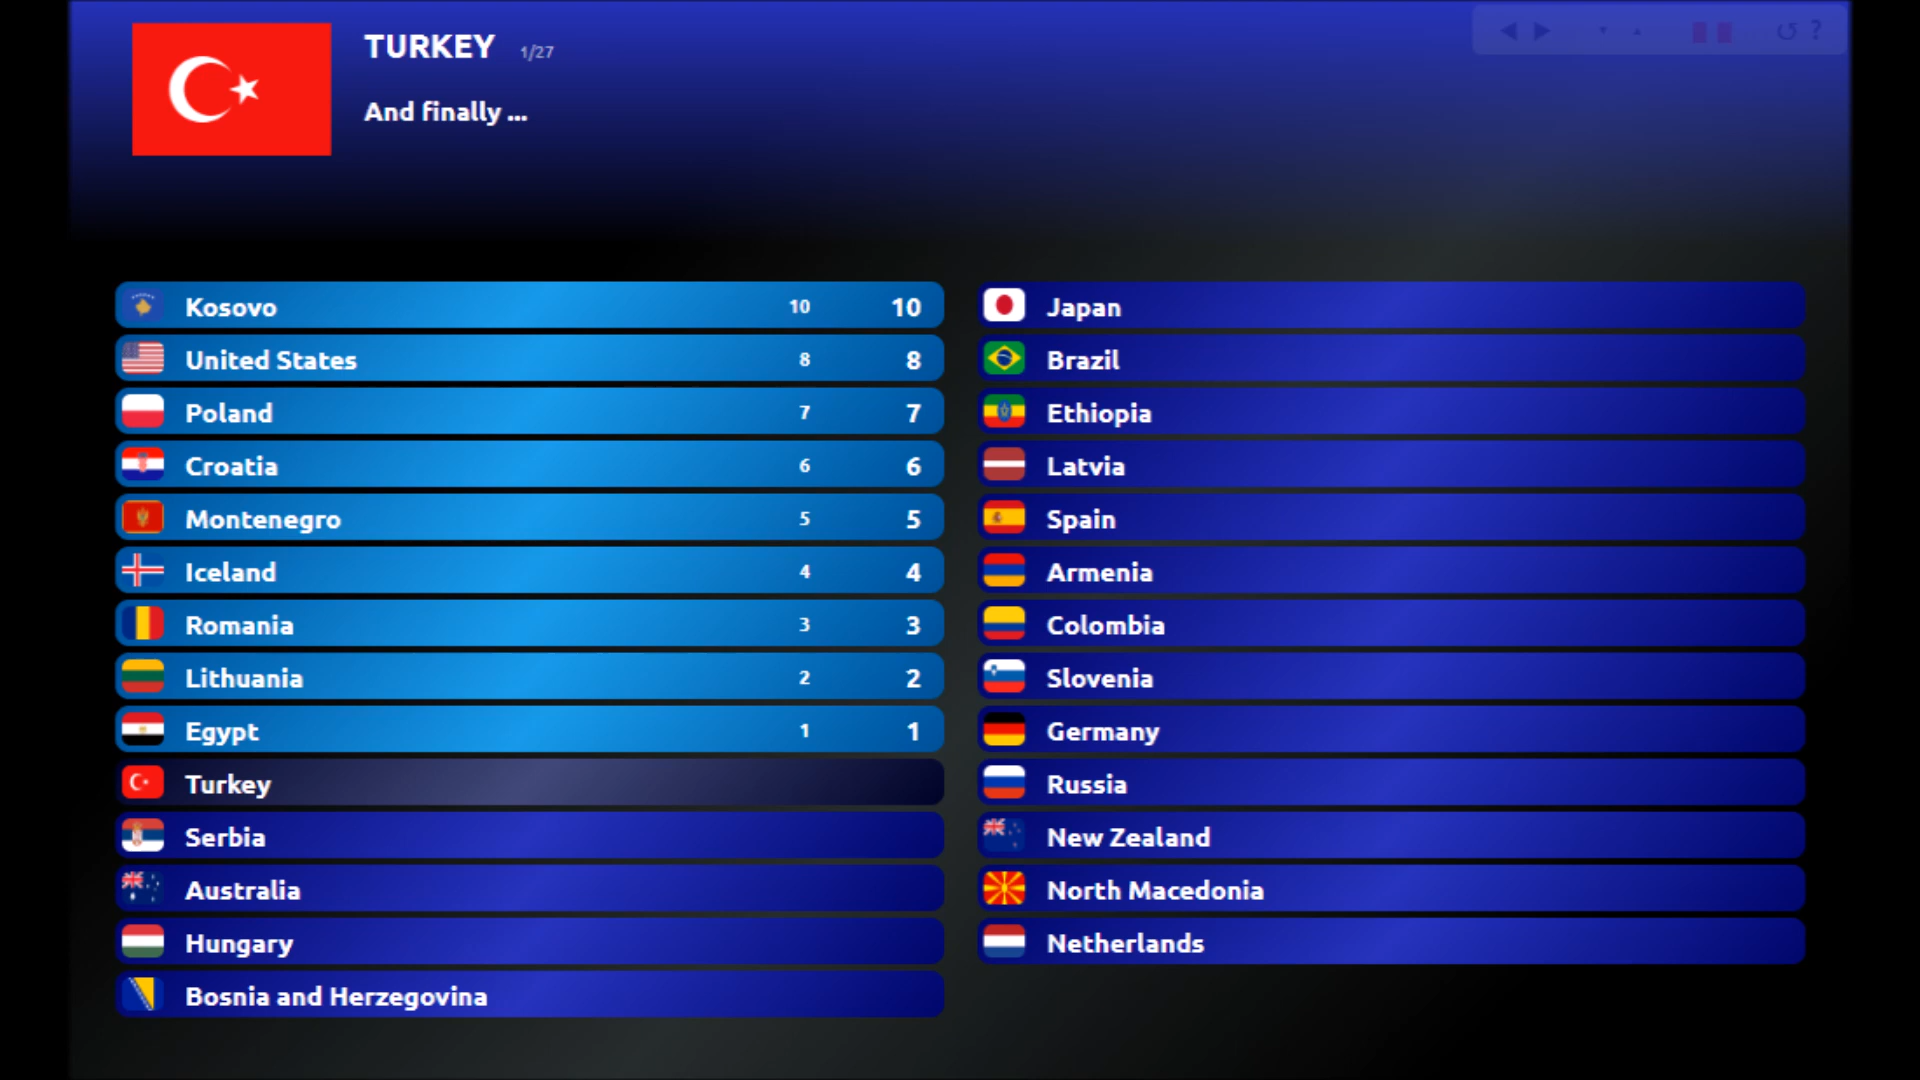 TURKEY 1/27
And finally ...
Kosovo 10 10
United States 8 8
Poland 7 7
Croatia 6 6
Montenegro 5 5
Iceland 4 4
Romania 3 3
Lithuania 2 2
Egypt 1 1
Turkey
Serbia
Australia
Hungary
Bosnia and Herzegovina
Japan
Brazil
Ethiopia
Latvia
Spain
Armenia
Colombia
Slovenia
Germany
Russia
New Zealand
North Macedonia
Netherlands
?